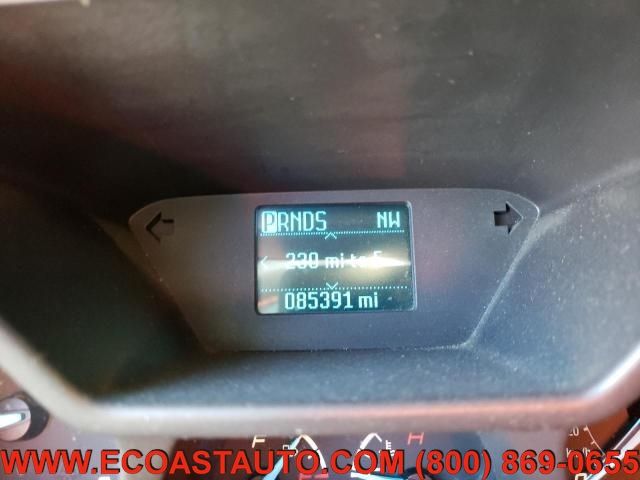 PRNDS NW
230 mi to E
085391 mi
WWW.ECOASTAUTO.COM (800) 869-0655